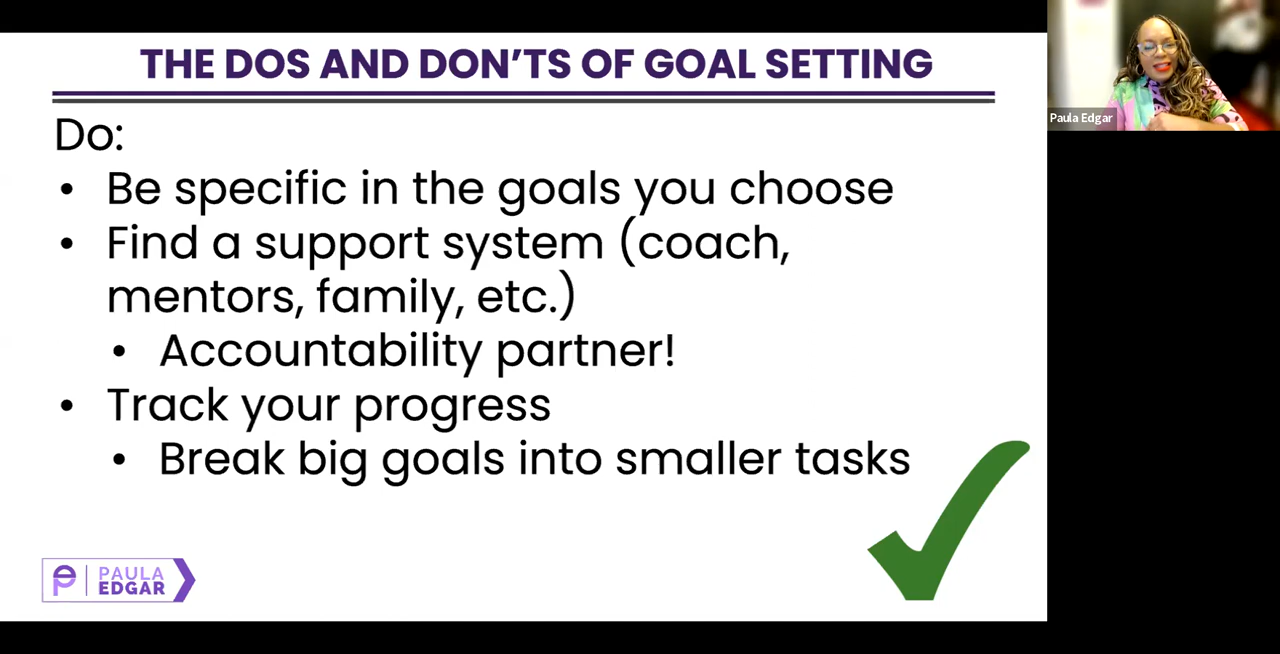 THE DOS AND DON'TS OF GOAL SETTING
Do:
• Be specific in the goals you choose
• Find a support system (coach,
mentors, family, etc.)
• Accountability partner!
• Track your progress
• Break big goals into smaller tasks
ep | PAULA
EDGAR
Paula Edgar